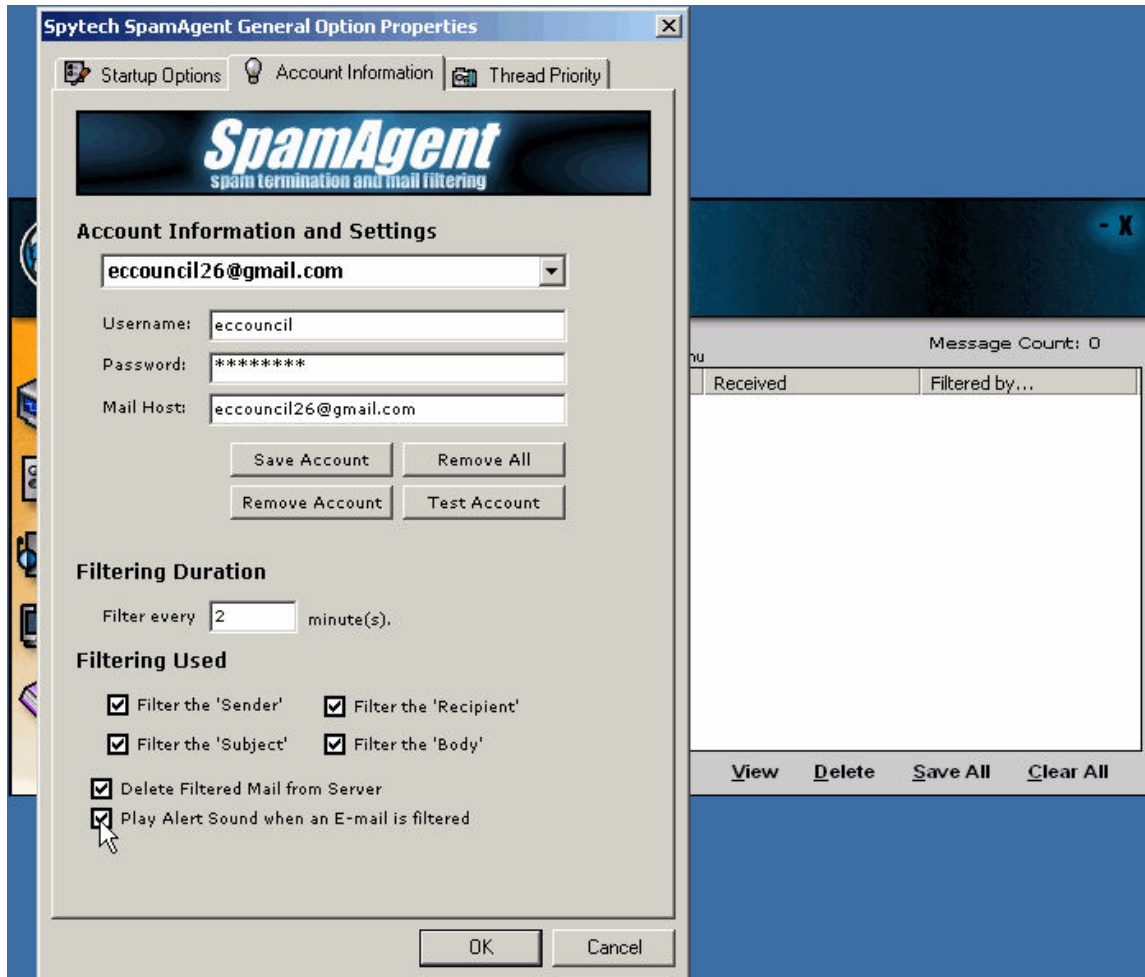 Spytech SpamAgent General Option Properties
Startup Options Account Information Thread Priority
SpamAgent
spam termination and mail filtering
Account Information and Settings
eccouncil26@gmail.com
Username: eccouncil
Password: ********
Mail Host: eccouncil26@gmail.com
Save Account Remove All
Remove Account Test Account
Filtering Duration
Filter every 2 minute(s).
Filtering Used
Filter the 'Sender' Filter the 'Recipient'
Filter the 'Subject' Filter the 'Body'
Delete Filtered Mail from Server
Play Alert Sound when an E-mail is filtered
OK Cancel
- X
Message Count: 0
Received Filtered by...
View Delete Save All Clear All